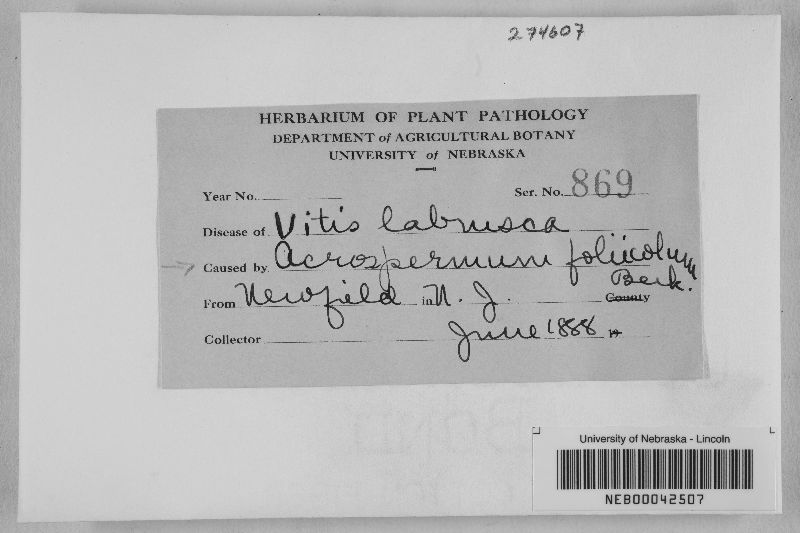 274607
HERBARIUM OF PLANT PATHOLOGY
DEPARTMENT of AGRICULTURAL BOTANY
UNIVERSITY of NEBRASKA
Year No. Ser. No. 869
Disease of Vitis labrusca
Caused by Acrospermum foliicolum
Berk.
From Newfield in N. J. County
Collector June 1888
University of Nebraska - Lincoln
NEB00042507